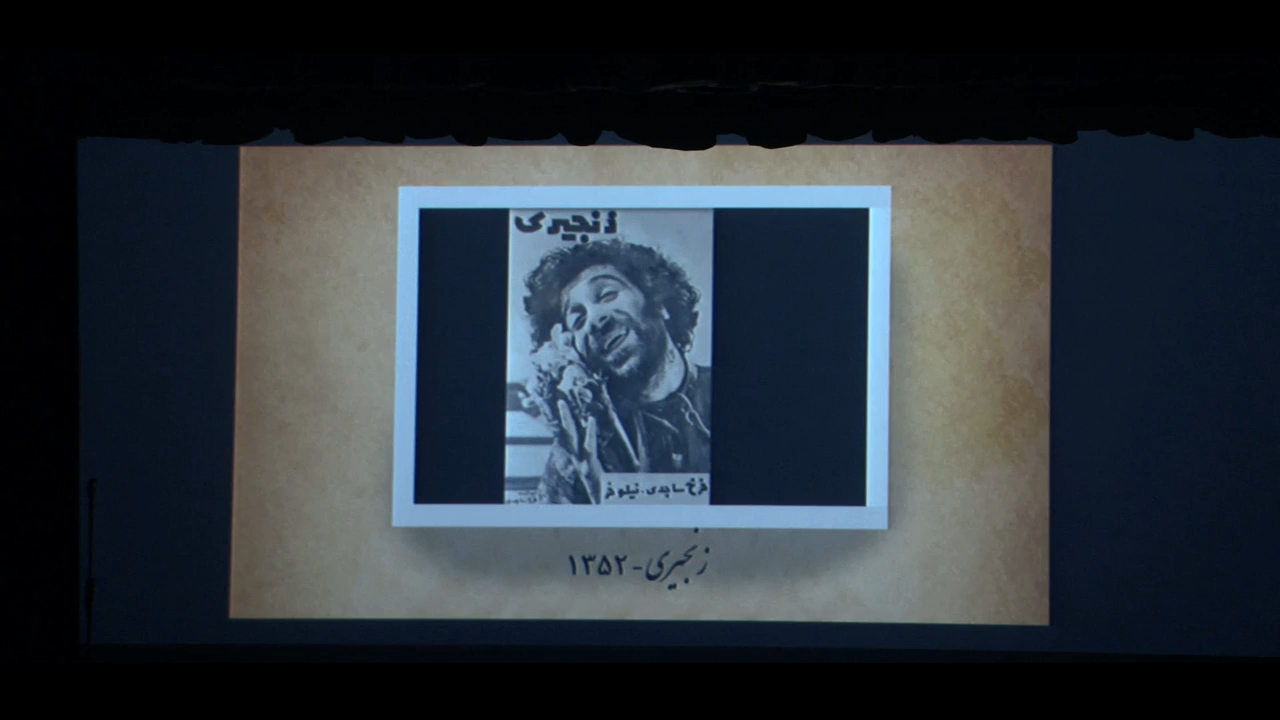 زنجیری
فرخ ساجدی . نیلوفر
زنجیری - ۱۳۵۲